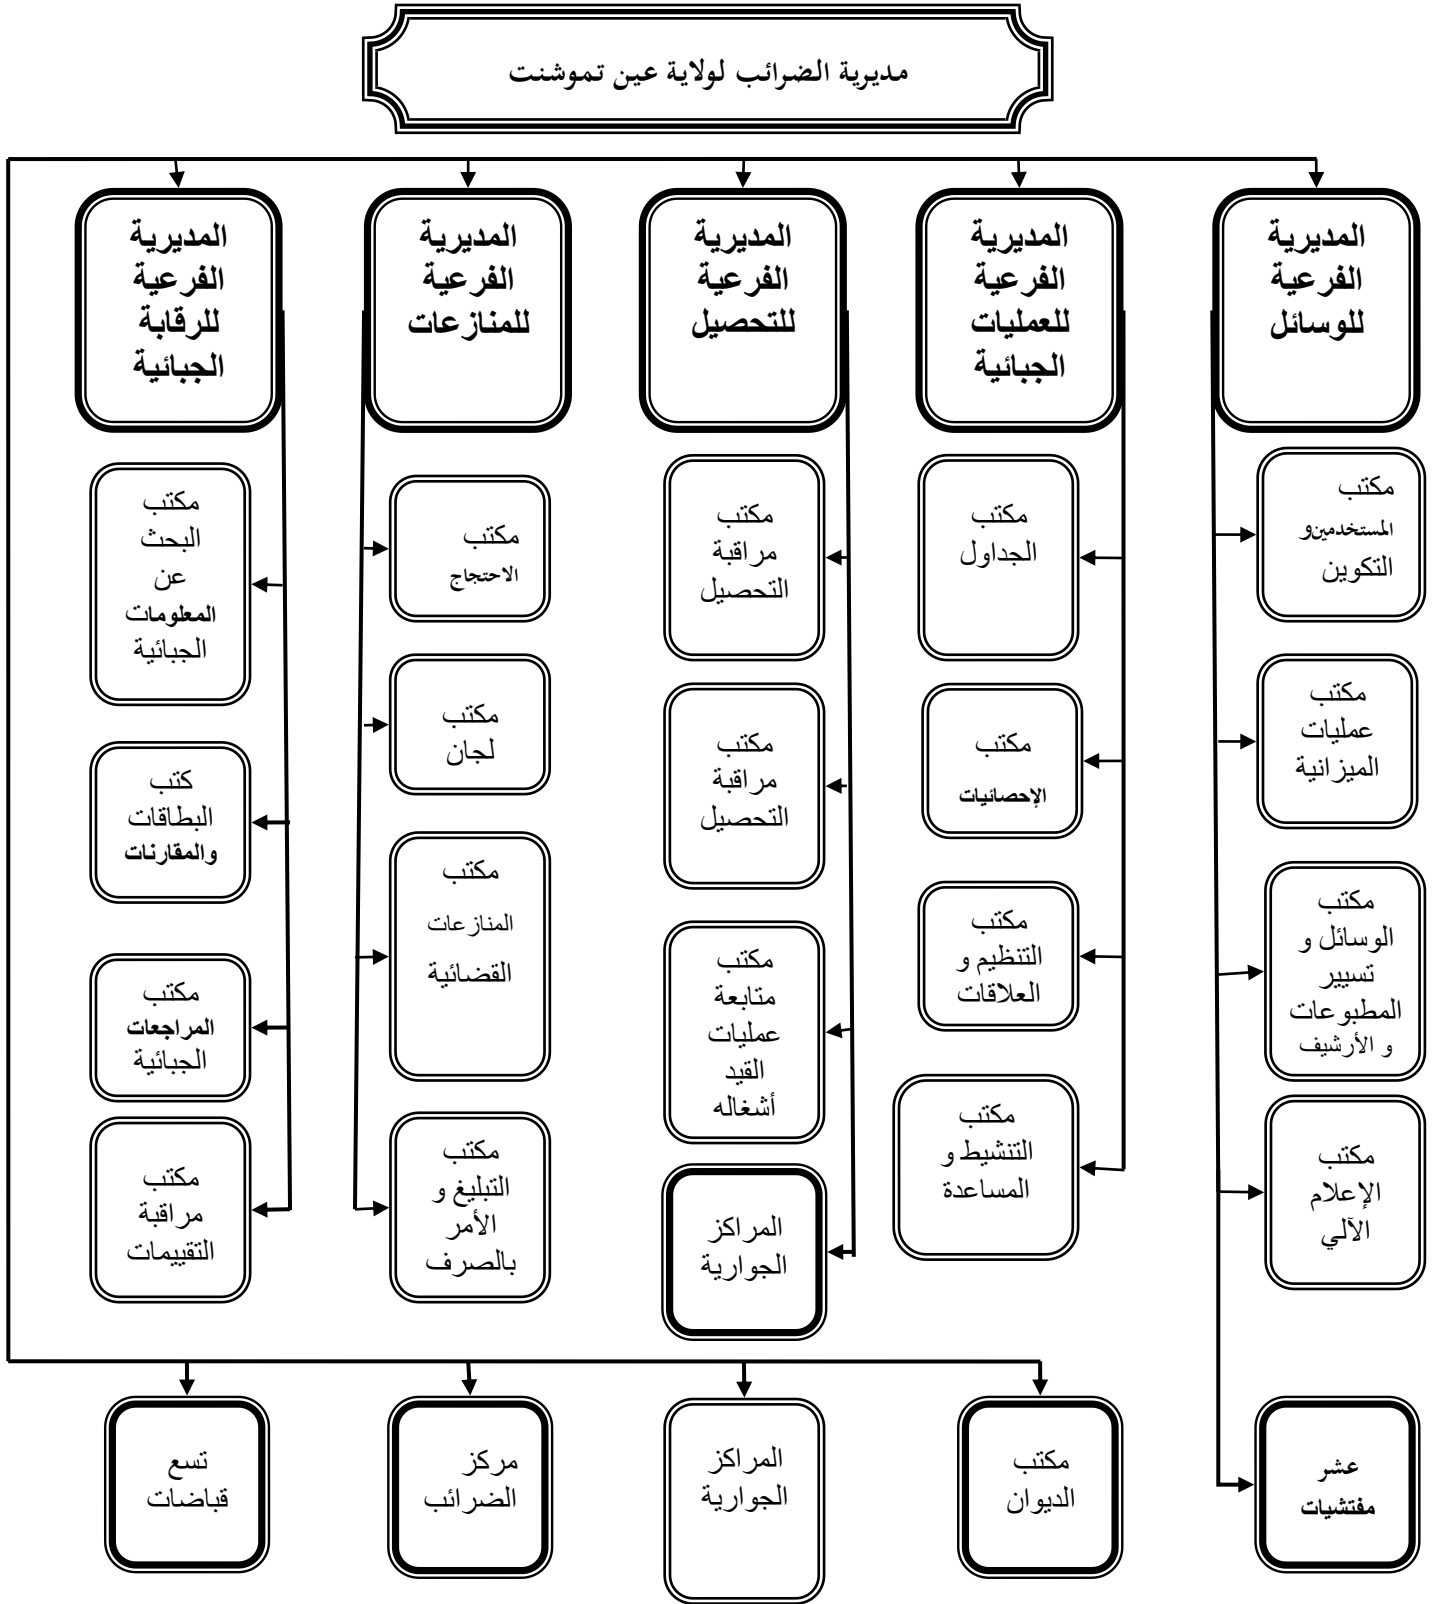 مديرية الضرائب لولاية عين تموشنت
المديرية
الفرعية
للوسائل
المديرية
الفرعية
للعمليات
الجبائية
المديرية
الفرعية
للتحصيل
المديرية
الفرعية
للمنازعات
المديرية
الفرعية
للرقابة
الجبائية
مكتب
المستخدمين و
التكوين
مكتب
عمليات
الميزانية
مكتب
الوسائل و
تسيير
المطبوعات
و الأرشيف
مكتب
الإعلام
الآلي
عشر
مفتشيات
مكتب
الجداول
مكتب
الإحصائيات
مكتب
التنظيم و
العلاقات
مكتب
التنشيط و
المساعدة
مكتب
مراقبة
التحصيل
مكتب
مراقبة
التحصيل
مكتب
متابعة
عمليات
القيد
أشغاله
المراكز
الجوارية
مكتب
الاحتجاج
مكتب
لجان
مكتب
المنازعات
القضائية
مكتب
التبليغ و
الأمر
بالصرف
مكتب
البحث
عن
المعلومات
الجبائية
كتب
البطاقات
والمقارنات
مكتب
المراجعات
الجبائية
مكتب
مراقبة
التقييمات
مكتب
الديوان
المراكز
الجوارية
مركز
الضرائب
تسع
قباضات